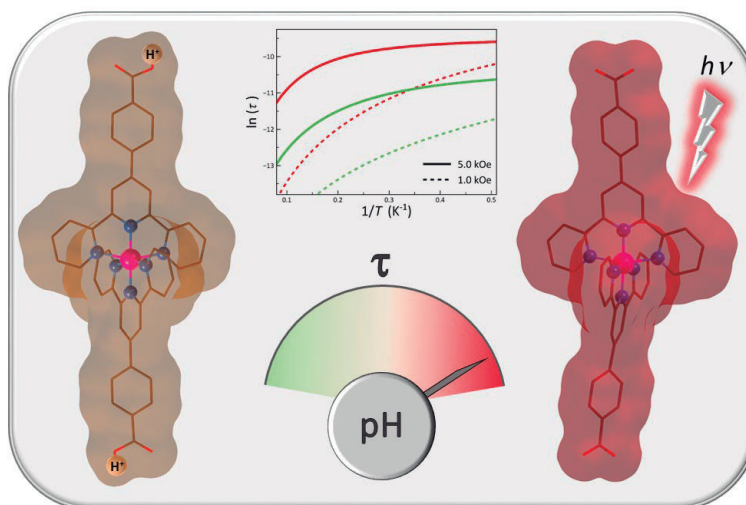 H⁺
-10
-11
-12
-13
ln (τ)
5.0 kOe
1.0 kOe
0.1 0.2 0.3 0.4 0.5
1/T (K⁻¹)
hν
τ
pH
H⁺